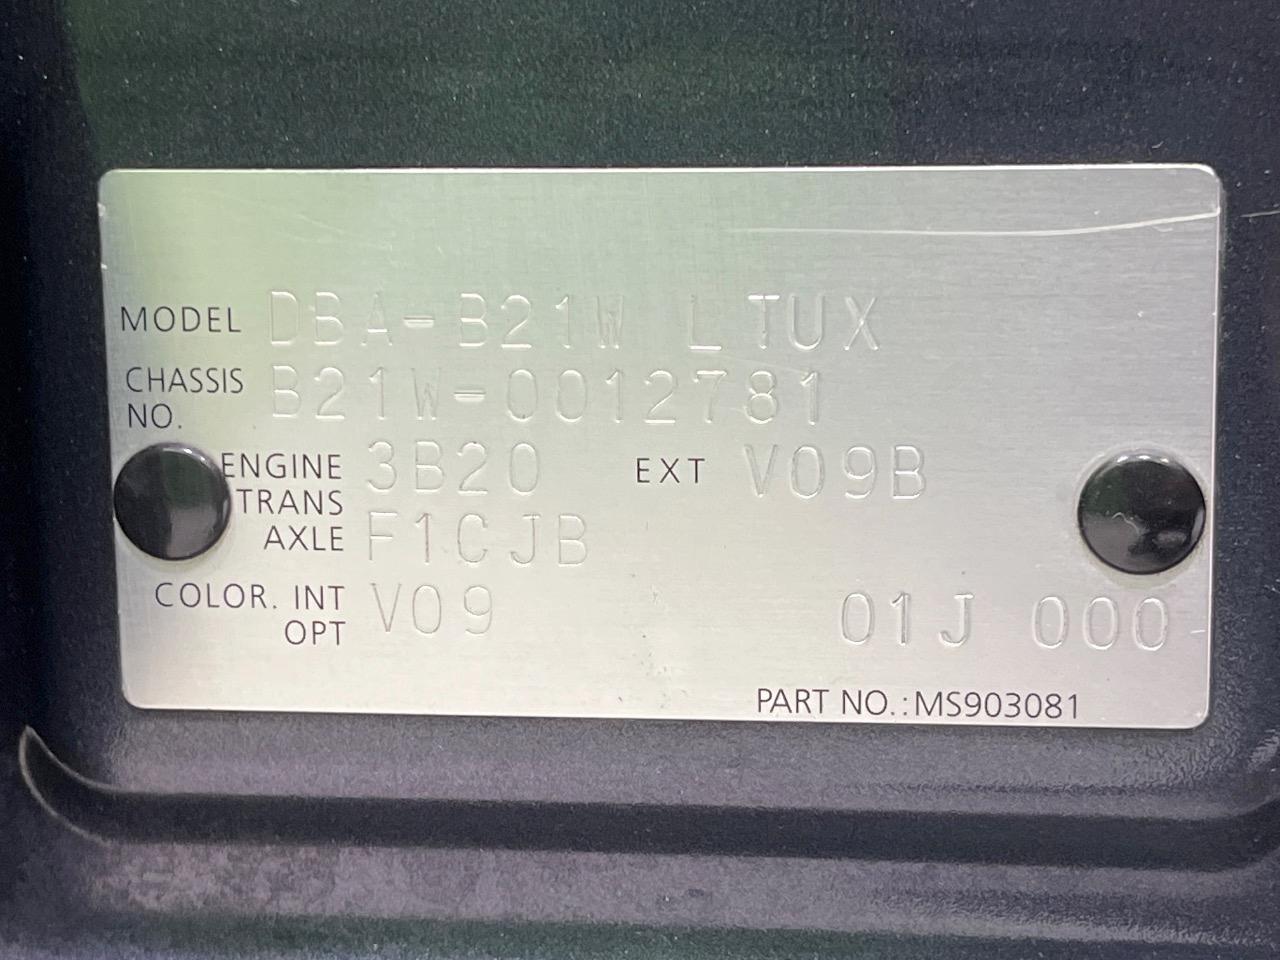 MODEL DBA-B21W LTUX
CHASSIS NO. B21W-0012781
ENGINE 3B20 EXT V09B
TRANS AXLE F1CJB
COLOR. INT V09
OPT 01J 000
PART NO.:MS903081